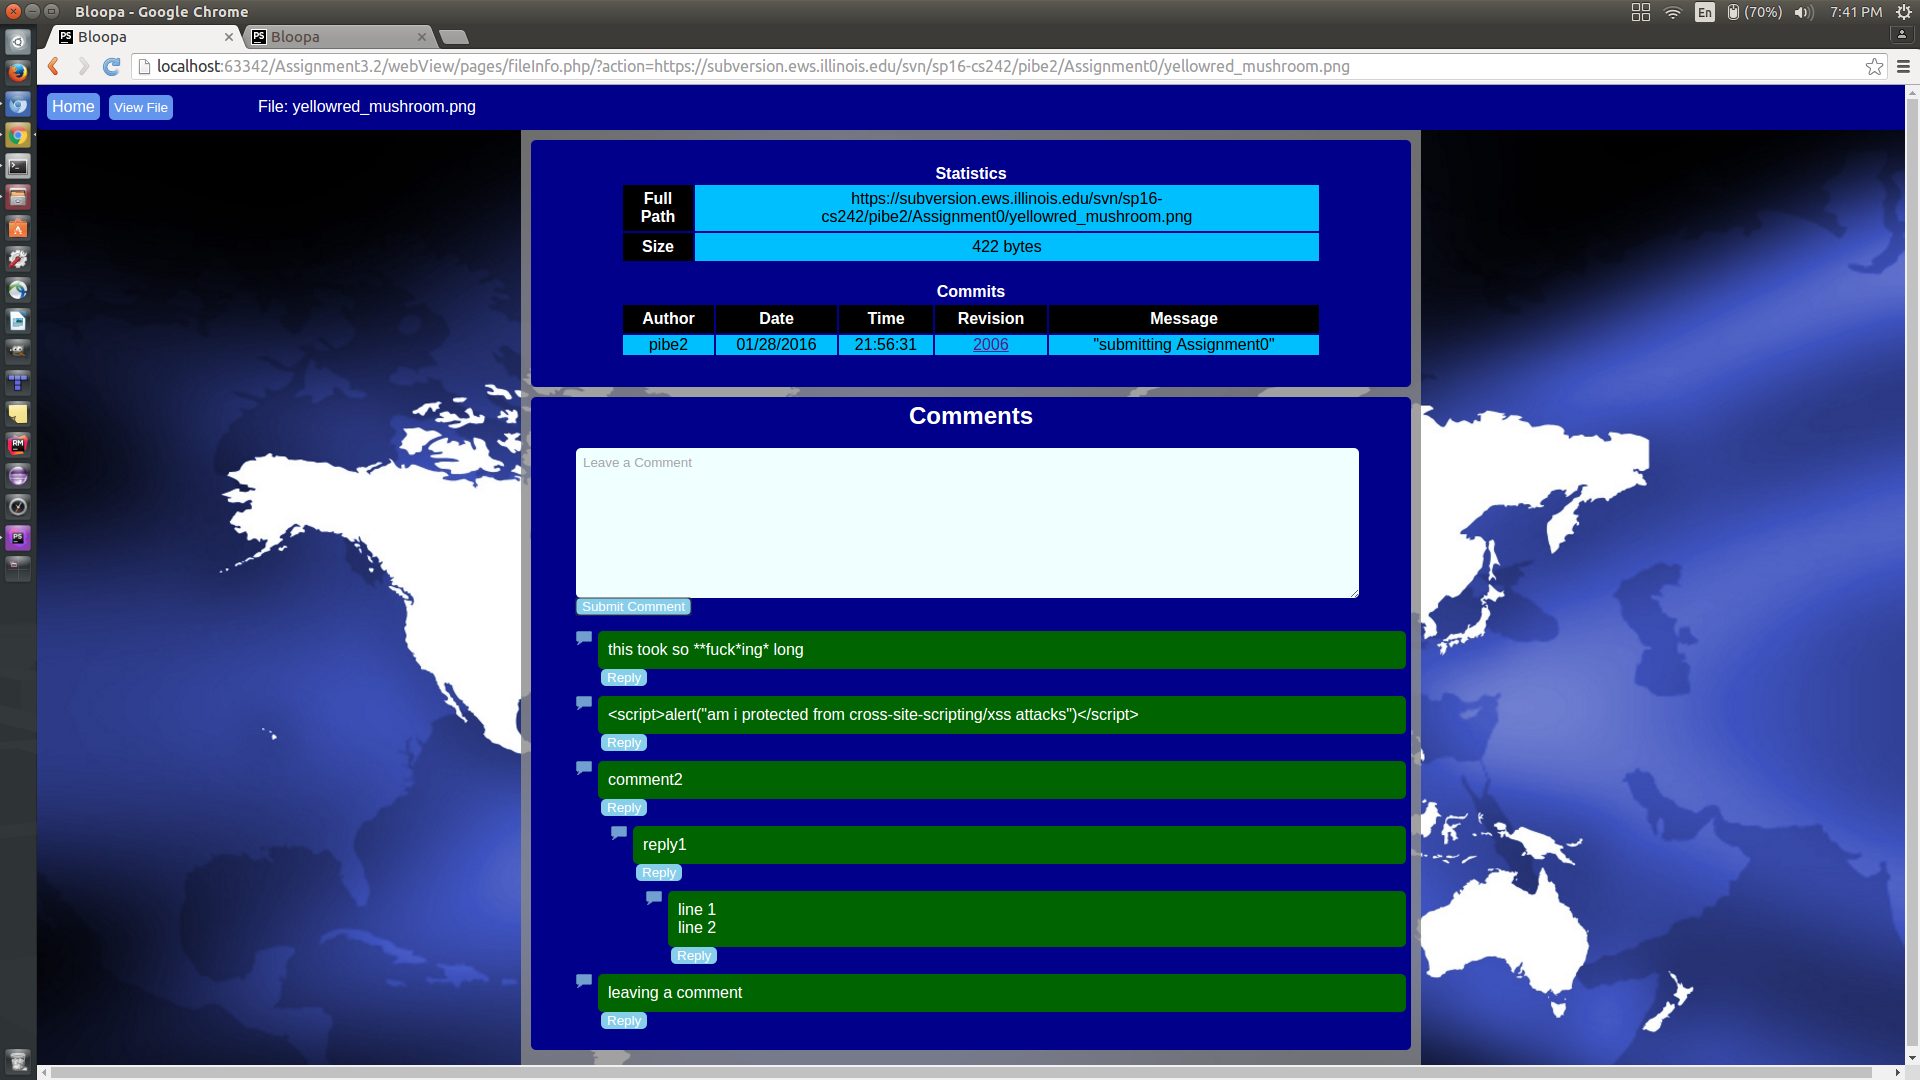 Bloopa - Google Chrome
En
(70%)
7:41 PM
PS Bloopa
PS Bloopa
localhost:63342/Assignment3.2/webView/pages/fileInfo.php/?action=https://subversion.ews.illinois.edu/svn/sp16-cs242/pibe2/Assignment0/yellowred_mushroom.png
Home View File File: yellowred_mushroom.png
Statistics
Full Path https://subversion.ews.illinois.edu/svn/sp16-
cs242/pibe2/Assignment0/yellowred_mushroom.png
Size 422 bytes
Commits
Author Date Time Revision Message
pibe2 01/28/2016 21:56:31 2006 "submitting Assignment0"
Comments
Leave a Comment
Submit Comment
this took so **fuck*ing* long
Reply
<script>alert("am i protected from cross-site-scripting/xss attacks")</script>
Reply
comment2
Reply
reply1
Reply
line 1
line 2
Reply
leaving a comment
Reply
RM
PS